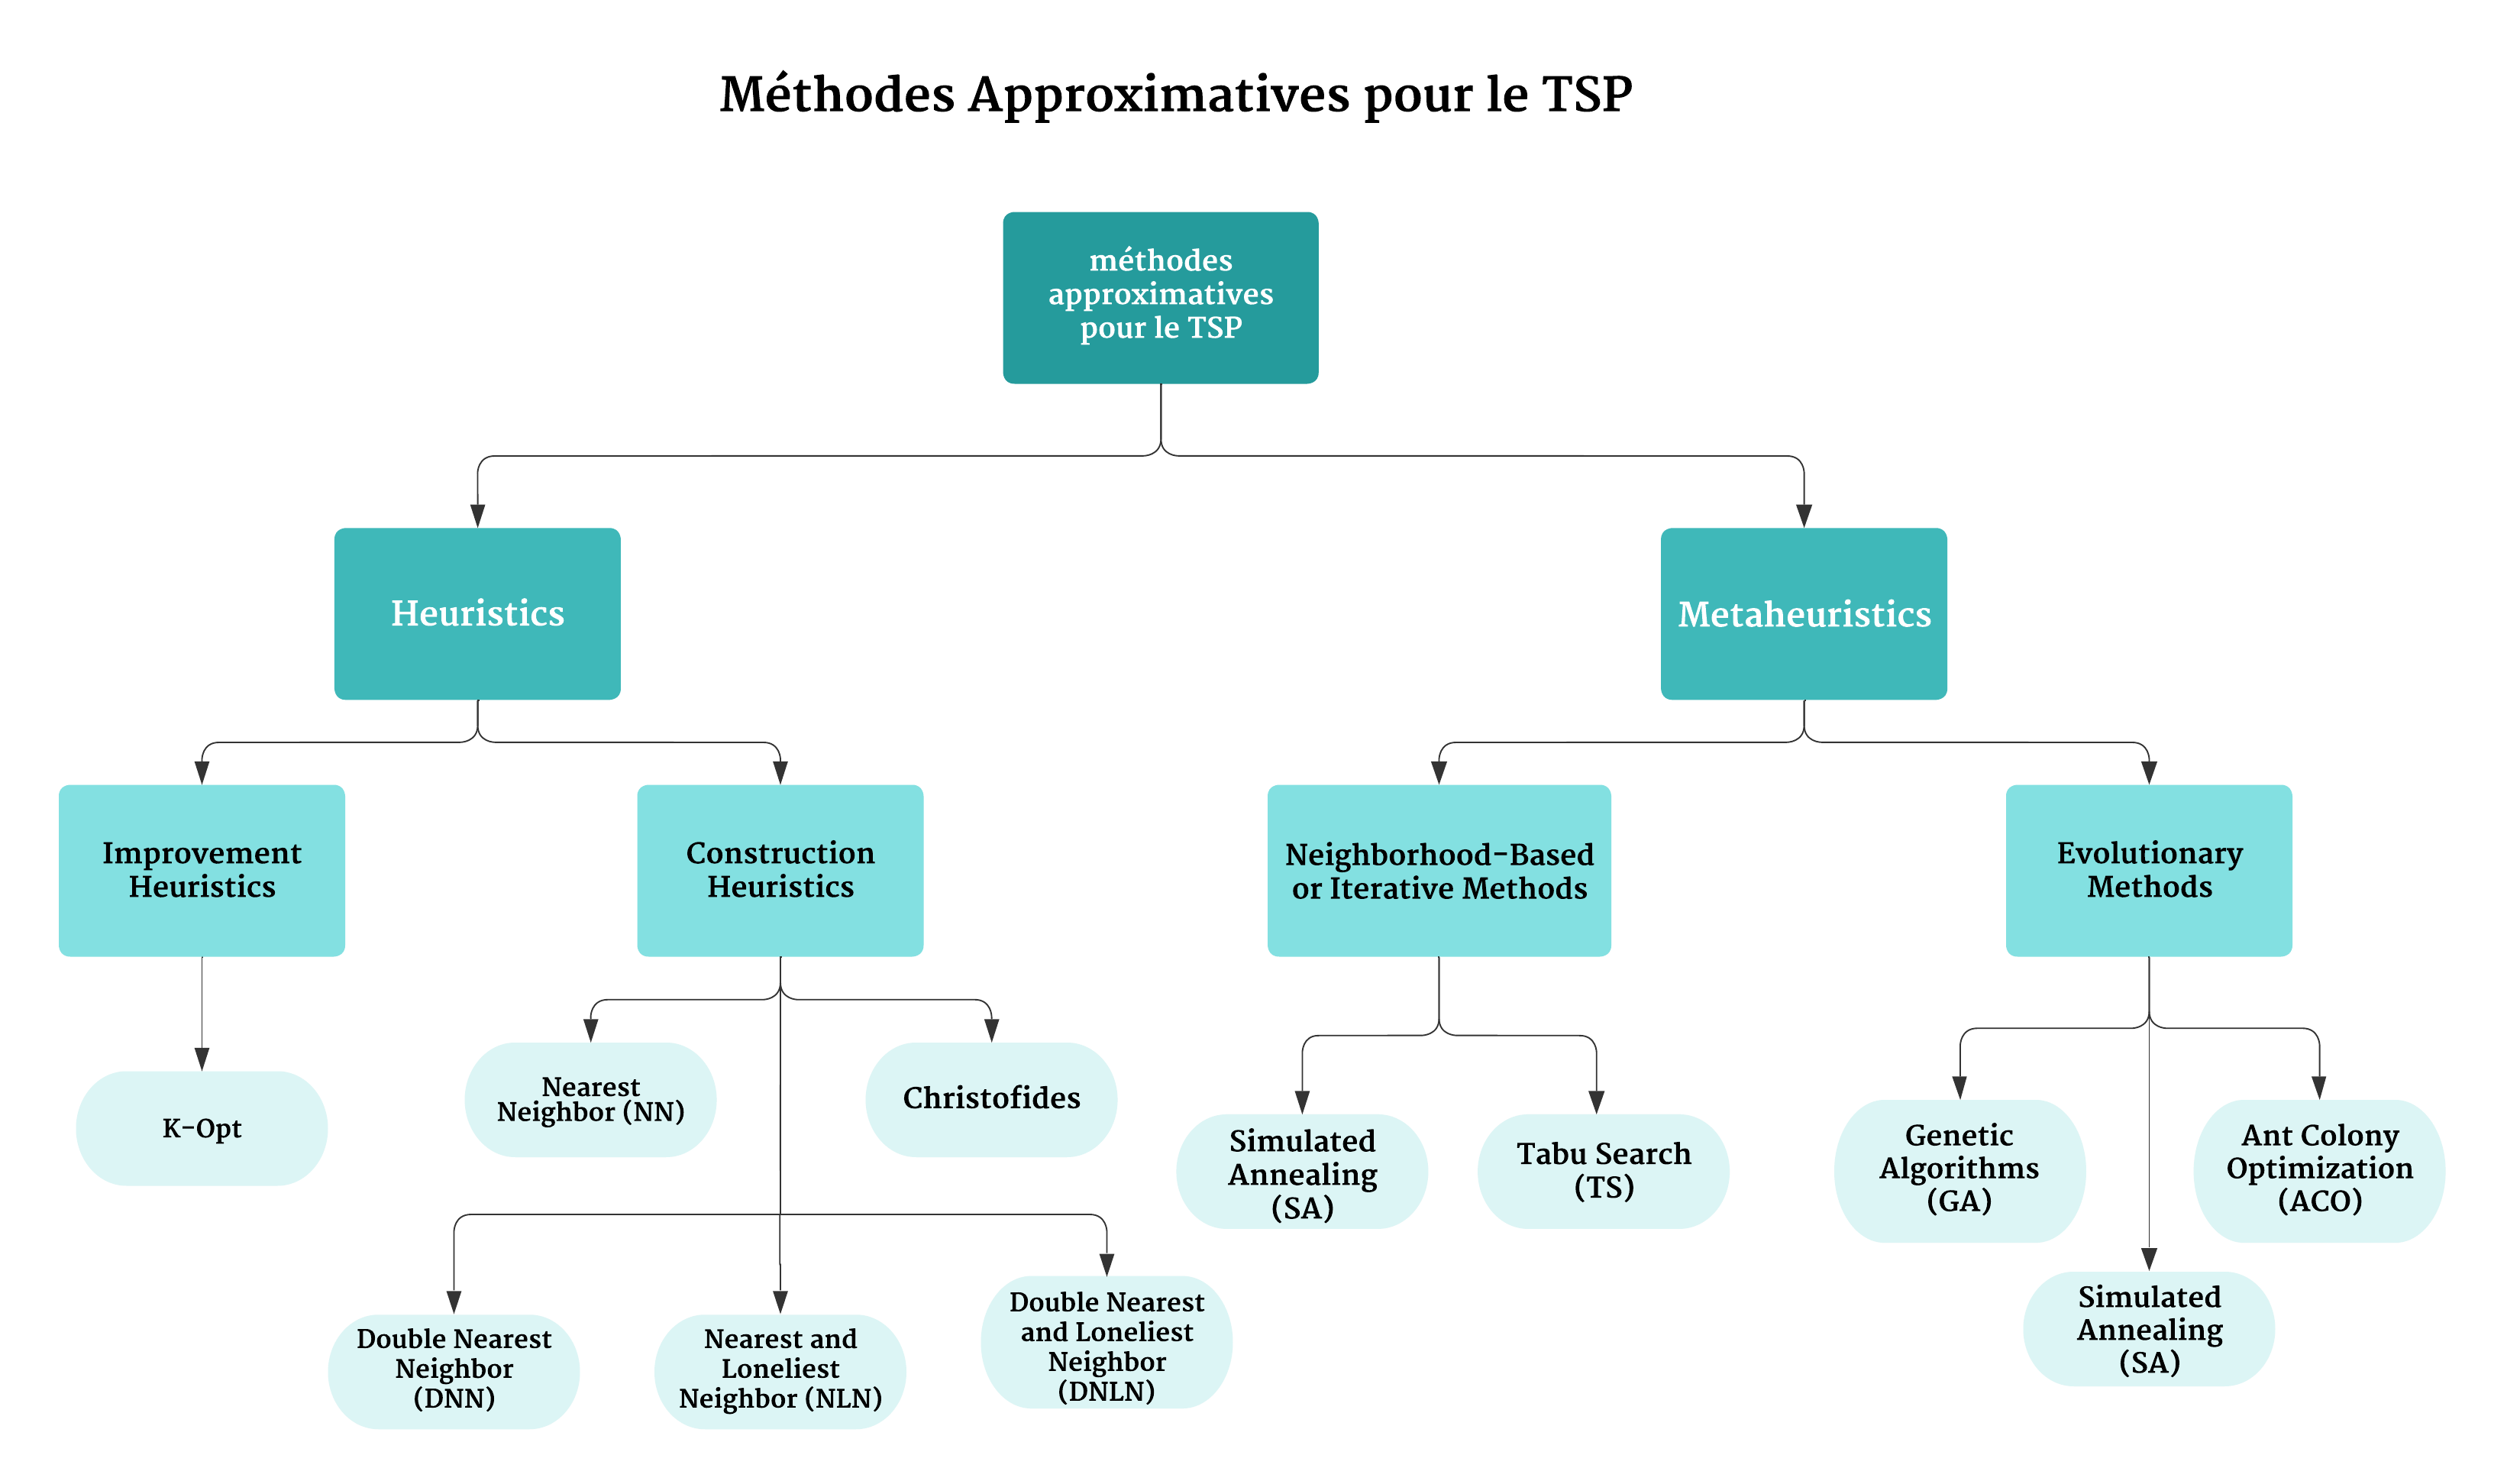 Méthodes Approximatives pour le TSP
méthodes
approximatives
pour le TSP
Heuristics
Metaheuristics
Improvement
Heuristics
Construction
Heuristics
Neighborhood-Based
or Iterative Methods
Evolutionary
Methods
K-Opt
Nearest
Neighbor (NN)
Christofides
Simulated
Annealing
(SA)
Tabu Search
(TS)
Genetic
Algorithms
(GA)
Ant Colony
Optimization
(ACO)
Double Nearest
Neighbor
(DNN)
Nearest and
Loneliest
Neighbor (NLN)
Double Nearest
and Loneliest
Neighbor
(DNLN)
Simulated
Annealing
(SA)